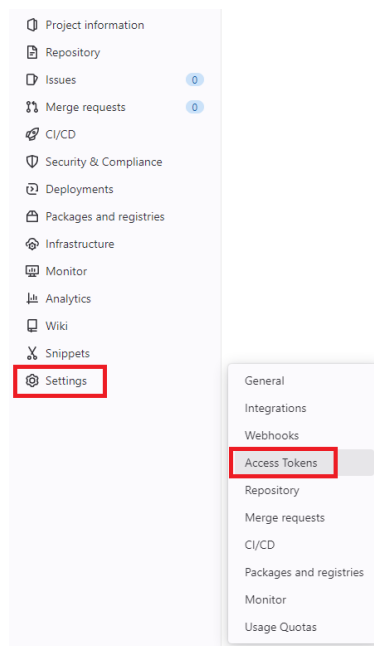 Project information
Repository
Issues 0
Merge requests 0
CI/CD
Security & Compliance
Deployments
Packages and registries
Infrastructure
Monitor
Analytics
Wiki
Snippets
Settings
General
Integrations
Webhooks
Access Tokens
Repository
Merge requests
CI/CD
Packages and registries
Monitor
Usage Quotas